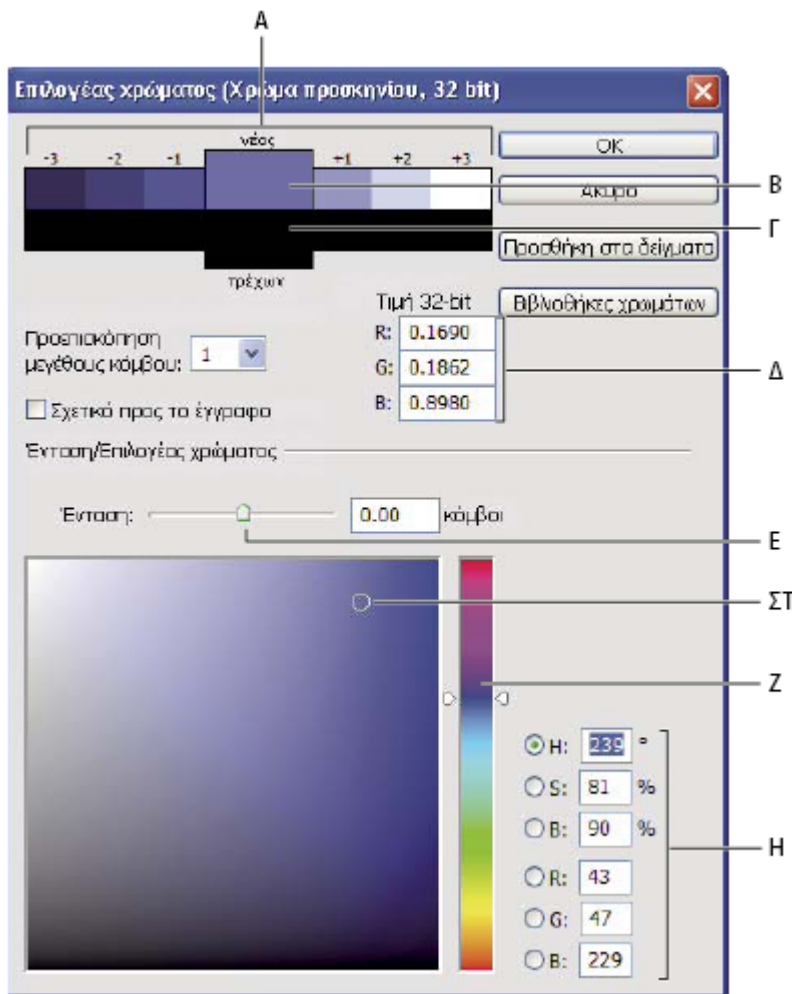 Α
Επιλογέας χρώματος (Χρώμα προσκηνίου, 32 bit)
νέος
-3 -2 -1 +1 +2 +3
OK
Β
Άκυρο
Γ
Προσθήκη στα δείγματα
τρέχων
Τιμή 32-bit
Βιβλιοθήκες χρωμάτων
Προεπισκόπηση
μεγέθους κόμβου: 1
R: 0.1690
G: 0.1862
Δ
B: 0.8980
Σχετικό προς το έγγραφο
Ένταση/Επιλογέας χρώματος
Ένταση: 0.00 κόμβοι
Ε
ΣΤ
Ζ
H: 239 °
S: 81 %
B: 90 %
Η
R: 43
G: 47
B: 229